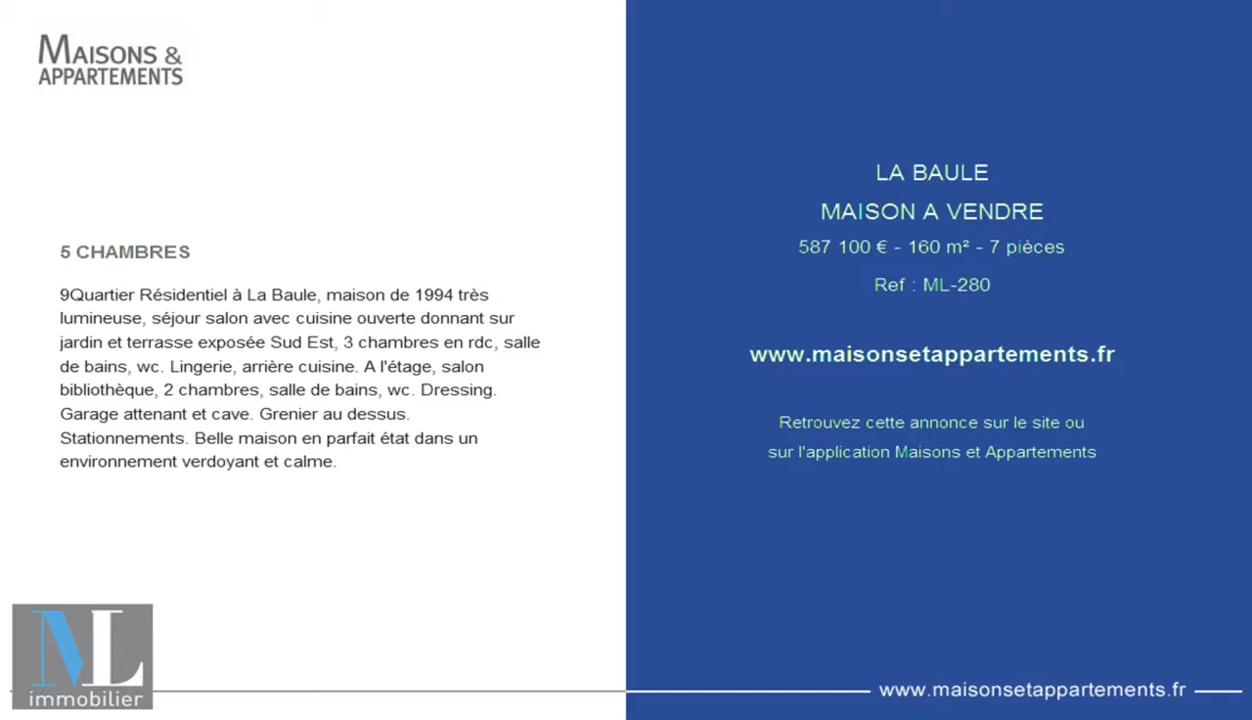 MAISONS &
APPARTEMENTS
5 CHAMBRES
9Quartier Résidentiel à La Baule, maison de 1994 très
lumineuse, séjour salon avec cuisine ouverte donnant sur
jardin et terrasse exposée Sud Est, 3 chambres en rdc, salle
de bains, wc. Lingerie, arrière cuisine. A l'étage, salon
bibliothèque, 2 chambres, salle de bains, wc. Dressing.
Garage attenant et cave. Grenier au dessus.
Stationnements. Belle maison en parfait état dans un
environnement verdoyant et calme.
ML
immobilier
LA BAULE
MAISON A VENDRE
587 100 € - 160 m² - 7 pièces
Ref : ML-280
www.maisonsetappartements.fr
Retrouvez cette annonce sur le site ou
sur l'application Maisons et Appartements
www.maisonsetappartements.fr